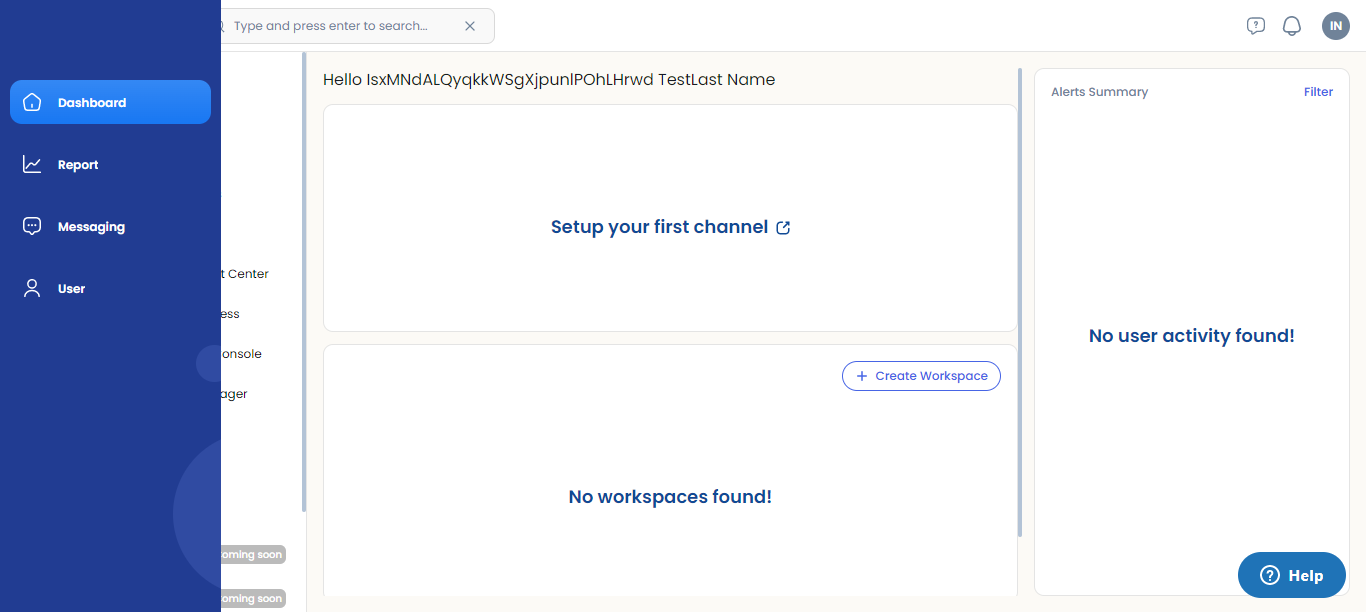 Type and press enter to search...
IN
Dashboard
Report
Messaging
User
t Center
ess
onsole
ager
oming soon
oming soon
Hello IsxMNdALQyqkkWSgXjpunlPOhLHrwd TestLast Name
Setup your first channel
Create Workspace
No workspaces found!
Alerts Summary
Filter
No user activity found!
Help